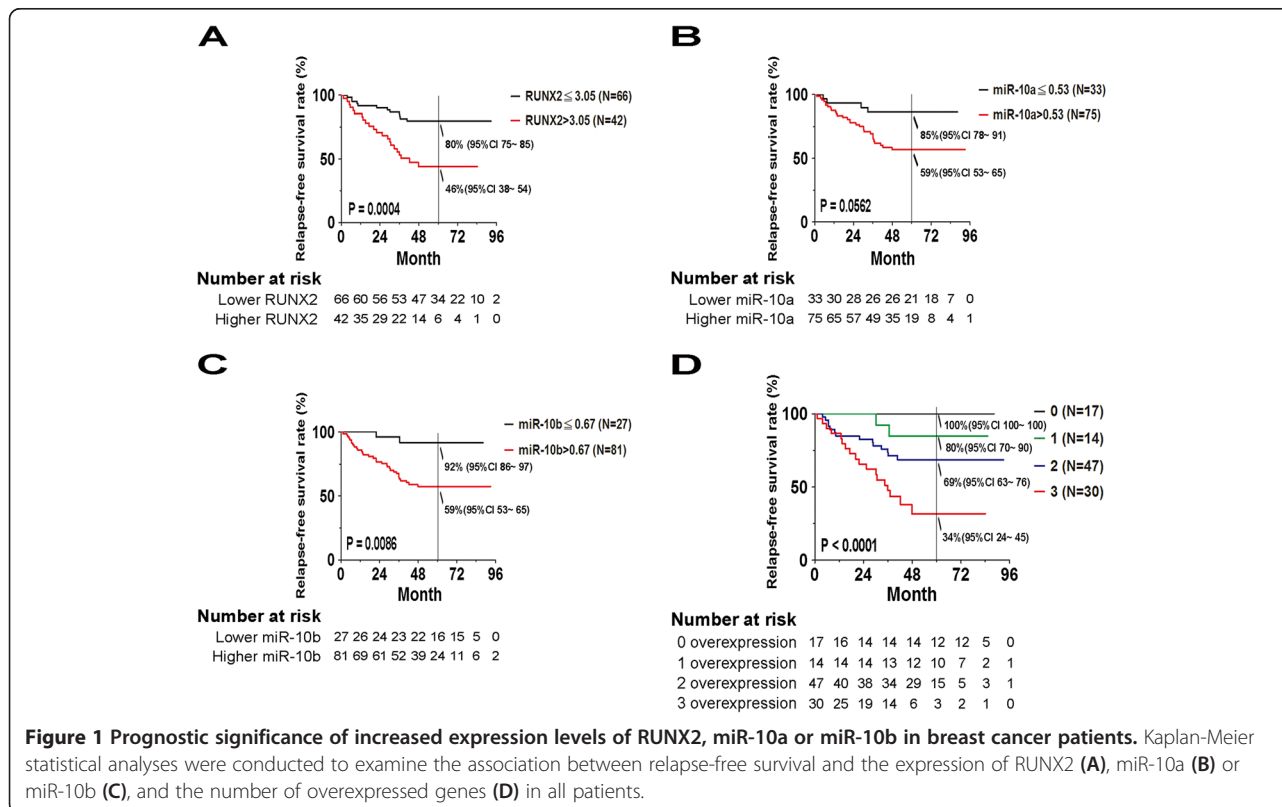 A
Relapse-free survival rate (%)
100
50
0
RUNX2≦ 3.05 (N=66)
RUNX2>3.05 (N=42)
80% (95%CI 75~ 85)
46%(95%CI 38~ 54)
P = 0.0004
0 24 48 72 96
Month
Number at risk
Lower RUNX2 66 60 56 53 47 34 22 10 2
Higher RUNX2 42 35 29 22 14 6 4 1 0
B
Relapse-free survival rate (%)
100
50
0
miR-10a≦ 0.53 (N=33)
miR-10a>0.53 (N=75)
85%(95%CI 78~ 91)
59%(95%CI 53~ 65)
P = 0.0562
0 24 48 72 96
Month
Number at risk
Lower miR-10a 33 30 28 26 26 21 18 7 0
Higher miR-10a 75 65 57 49 35 19 8 4 1
C
Relapse-free survival rate (%)
100
50
0
miR-10b≦ 0.67 (N=27)
miR-10b>0.67 (N=81)
92% (95%CI 86~ 97)
59%(95%CI 53~ 65)
P = 0.0086
0 24 48 72 96
Month
Number at risk
Lower miR-10b 27 26 24 23 22 16 15 5 0
Higher miR-10b 81 69 61 52 39 24 11 6 2
D
Relapse-free survival rate (%)
100
50
0
0 (N=17)
1 (N=14)
2 (N=47)
3 (N=30)
100%(95%CI 100~ 100)
80%(95%CI 70~ 90)
69%(95%CI 63~ 76)
34%(95%CI 24~ 45)
P < 0.0001
0 24 48 72 96
Month
Number at risk
0 overexpression 17 16 14 14 14 12 12 5 0
1 overexpression 14 14 14 13 12 10 7 2 1
2 overexpression 47 40 38 34 29 15 5 3 1
3 overexpression 30 25 19 14 6 3 2 1 0
Figure 1 Prognostic significance of increased expression levels of RUNX2, miR-10a or miR-10b in breast cancer patients. Kaplan-Meier
statistical analyses were conducted to examine the association between relapse-free survival and the expression of RUNX2 (A), miR-10a (B) or
miR-10b (C), and the number of overexpressed genes (D) in all patients.